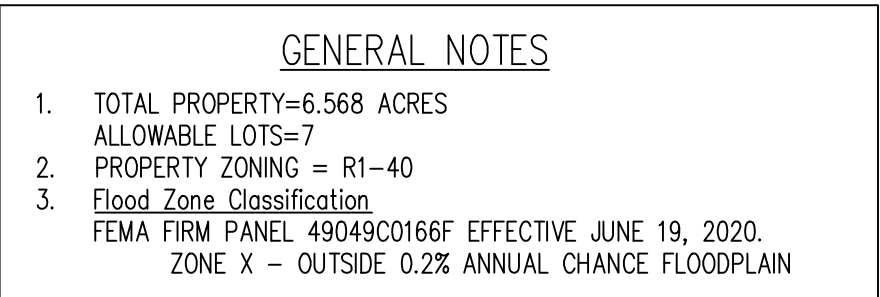 GENERAL NOTES
1. TOTAL PROPERTY=6.568 ACRES
ALLOWABLE LOTS=7
2. PROPERTY ZONING = R1-40
3. Flood Zone Classification
FEMA FIRM PANEL 49049C0166F EFFECTIVE JUNE 19, 2020.
ZONE X - OUTSIDE 0.2% ANNUAL CHANCE FLOODPLAIN